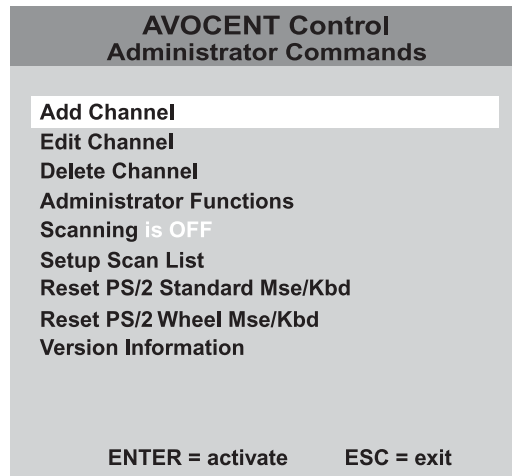 AVOCENT Control
Administrator Commands
Add Channel
Edit Channel
Delete Channel
Administrator Functions
Scanning is OFF
Setup Scan List
Reset PS/2 Standard Mse/Kbd
Reset PS/2 Wheel Mse/Kbd
Version Information
ENTER = activate ESC = exit